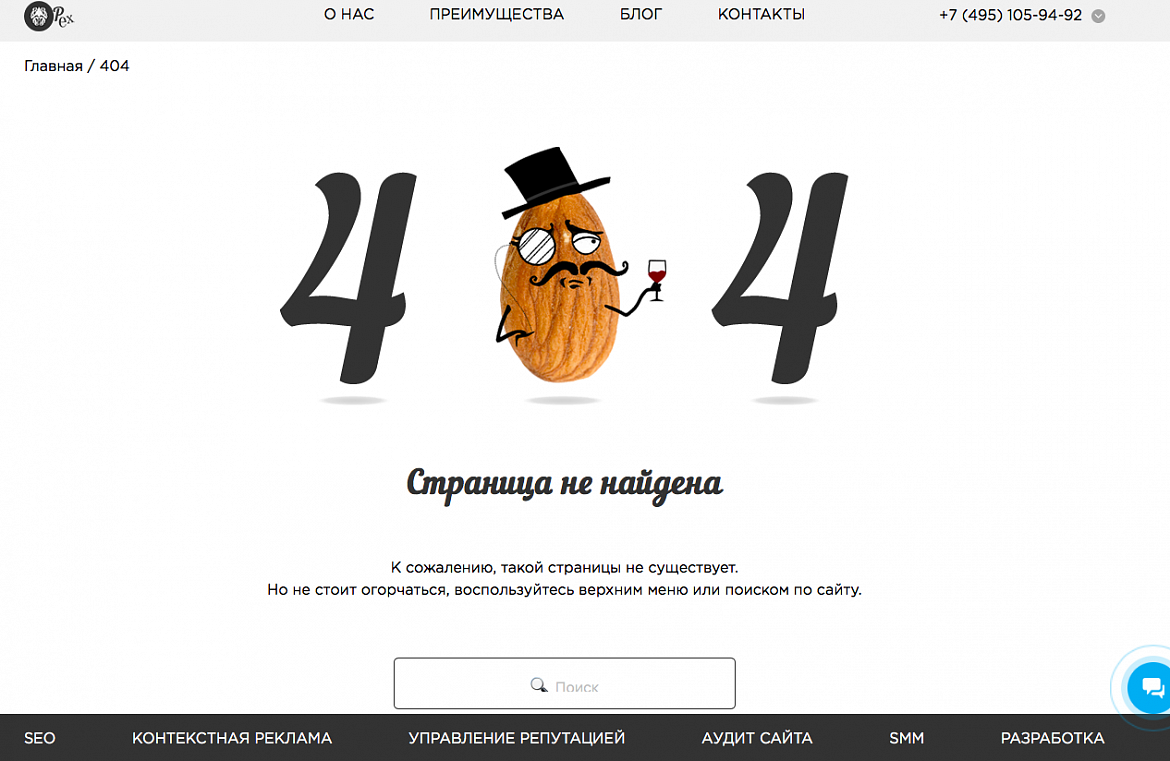 Рех
О НАС
ПРЕИМУЩЕСТВА
БЛОГ
КОНТАКТЫ
+7 (495) 105-94-92
Главная / 404
4 4
Страница не найдена
К сожалению, такой страницы не существует.
Но не стоит огорчаться, воспользуйтесь верхним меню или поиском по сайту.
Поиск
SEO
КОНТЕКСТНАЯ РЕКЛАМА
УПРАВЛЕНИЕ РЕПУТАЦИЕЙ
АУДИТ САЙТА
SMM
РАЗРАБОТКА